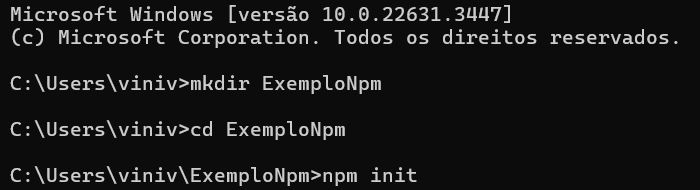 Microsoft Windows [versão 10.0.22631.3447]
(c) Microsoft Corporation. Todos os direitos reservados.
C:\Users\viniv>mkdir ExemploNpm
C:\Users\viniv>cd ExemploNpm
C:\Users\viniv\ExemploNpm>npm init